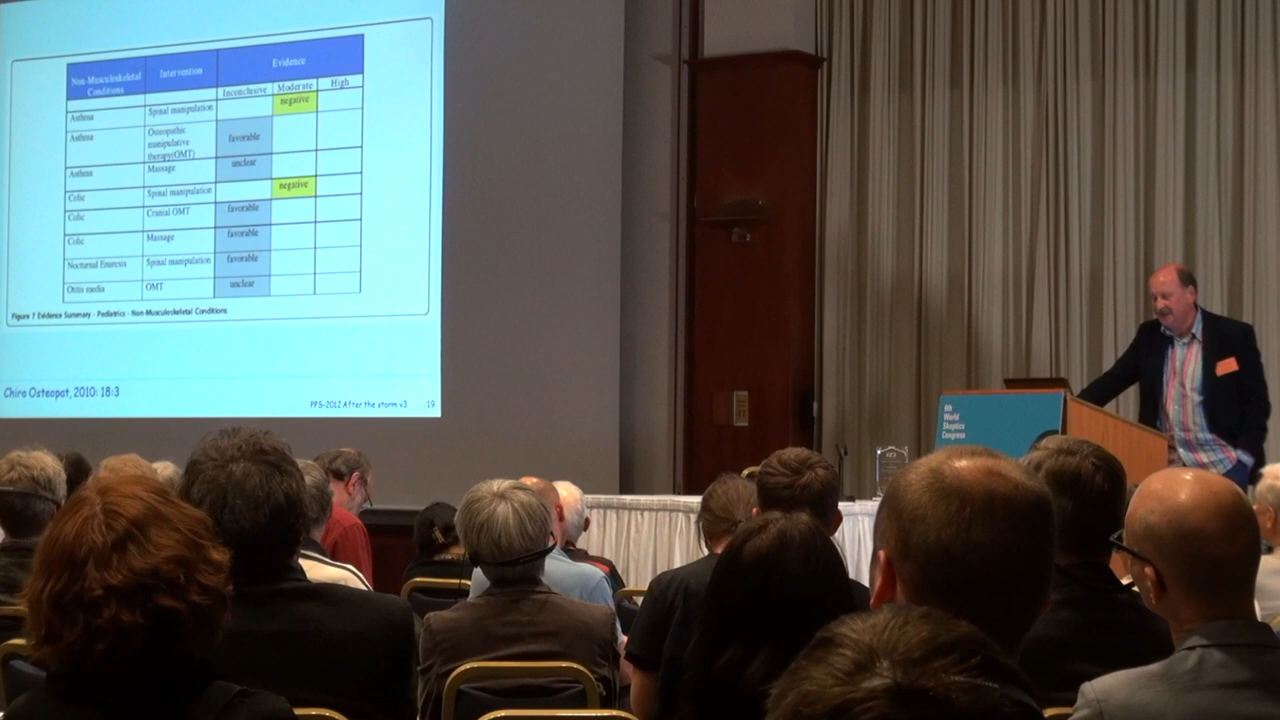 Non-Musculoskeletal Conditions Intervention Evidence
Inconclusive Moderate High
Asthma Spinal manipulation negative
Asthma Osteopathic manipulative therapy(OMT) favorable
Asthma Massage unclear
Colic Spinal manipulation negative
Colic Cranial OMT favorable
Colic Massage favorable
Nocturnal Enuresis Spinal manipulation favorable
Otitis media OMT unclear
Figure 7 Evidence Summary - Pediatrics - Non-Musculoskeletal Conditions
Chiro Osteopat, 2010: 18:3
PPS-2012 After the storm v3 19
6th
World
Skeptics
Congress